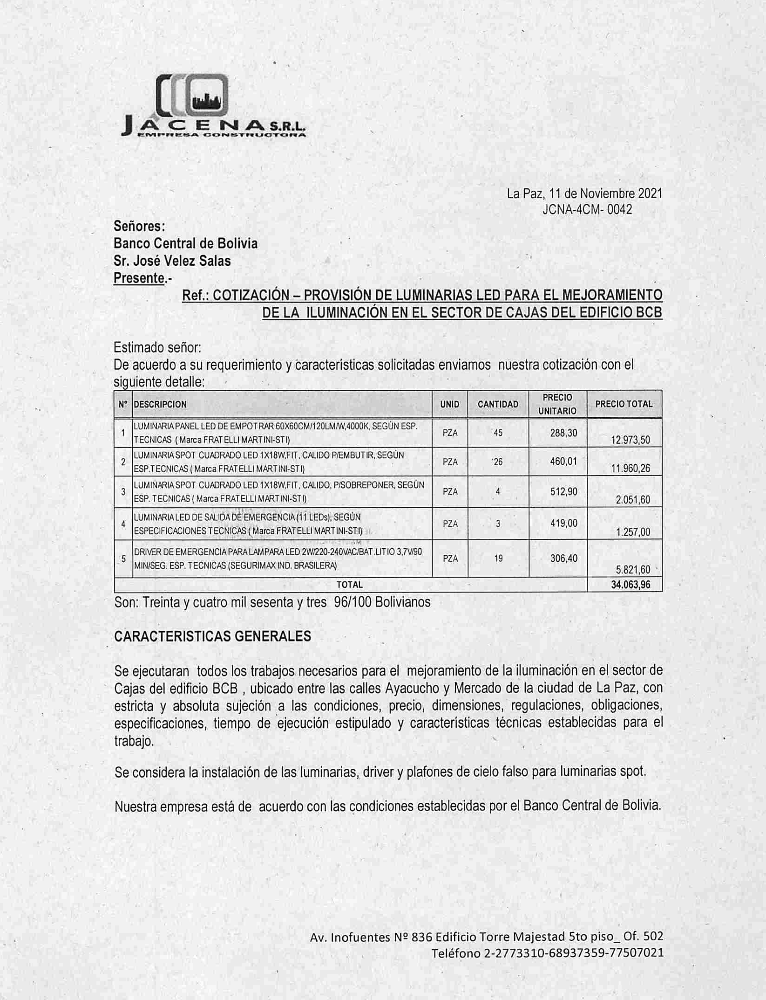 JACENA S.R.L.
EMPRESA CONSTRUCTORA
La Paz, 11 de Noviembre 2021
JCNA-4CM- 0042
Señores:
Banco Central de Bolivia
Sr. José Velez Salas
Presente.-
Ref.: COTIZACIÓN – PROVISIÓN DE LUMINARIAS LED PARA EL MEJORAMIENTO
DE LA ILUMINACIÓN EN EL SECTOR DE CAJAS DEL EDIFICIO BCB
Estimado señor:
De acuerdo a su requerimiento y características solicitadas enviamos nuestra cotización con el
siguiente detalle:
Nº DESCRIPCION UNID CANTIDAD PRECIO UNITARIO PRECIO TOTAL
1 LUMINARIA PANEL LED DE EMPOTRAR 60X60CM/120LM/W,4000K, SEGÚN ESP.
TECNICAS ( Marca FRATELLI MARTINI-STI) PZA 45 288,30 12.973,50
2 LUMINARIA SPOT CUADRADO LED 1X18W,FIT, CALIDO P/EMBUTIR, SEGÚN
ESP.TECNICAS ( Marca FRATELLI MARTINI-STI) PZA 26 460,01 11.960,26
3 LUMINARIA SPOT CUADRADO LED 1X18W,FIT, CALIDO, P/SOBREPONER, SEGÚN
ESP. TECNICAS ( Marca FRATELLI MARTINI-STI) PZA 4 512,90 2.051,60
4 LUMINARIA LED DE SALIDA DE EMERGENCIA (11 LEDs), SEGÚN
ESPECIFICACIONES TECNICAS ( Marca FRATELLI MARTINI-STI) PZA 3 419,00 1.257,00
5 DRIVER DE EMERGENCIA PARA LAMPARA LED 2W/220-240VAC/BAT.LITIO 3,7V/90
MIN/SEG. ESP. TECNICAS (SEGURIMAX IND. BRASILERA) PZA 19 306,40 5.821,60
TOTAL 34.063,96
Son: Treinta y cuatro mil sesenta y tres 96/100 Bolivianos
CARACTERISTICAS GENERALES
Se ejecutaran todos los trabajos necesarios para el mejoramiento de la iluminación en el sector de
Cajas del edificio BCB , ubicado entre las calles Ayacucho y Mercado de la ciudad de La Paz, con
estricta y absoluta sujeción a las condiciones, precio, dimensiones, regulaciones, obligaciones,
especificaciones, tiempo de ejecución estipulado y características técnicas establecidas para el
trabajo.
Se considera la instalación de las luminarias, driver y plafones de cielo falso para luminarias spot.
Nuestra empresa está de acuerdo con las condiciones establecidas por el Banco Central de Bolivia.
Av. Inofuentes Nº 836 Edificio Torre Majestad 5to piso_ Of. 502
Teléfono 2-2773310-68937359-77507021